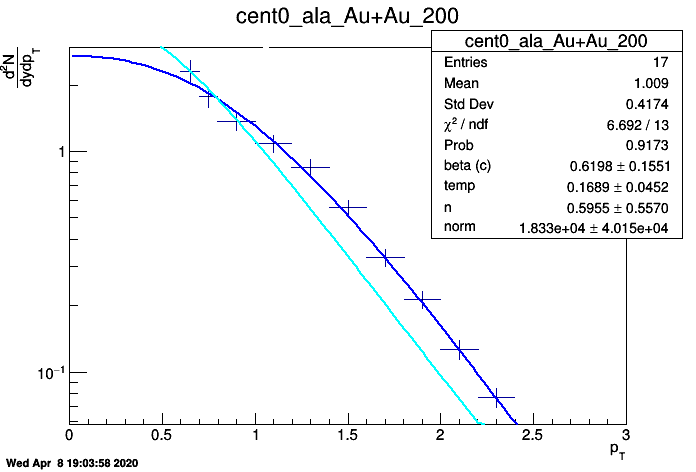 cent0_ala_Au+Au_200
cent0_ala_Au+Au_200
Entries 17
Mean 1.009
Std Dev 0.4174
χ² / ndf 6.692 / 13
Prob 0.9173
beta (c) 0.6198 ± 0.1551
temp 0.1689 ± 0.0452
n 0.5955 ± 0.5570
norm 1.833e+04 ± 4.015e+04
d²N
dydp_T
1
10⁻¹
0 0.5 1 1.5 2 2.5 3
p_T
Wed Apr 8 19:03:58 2020